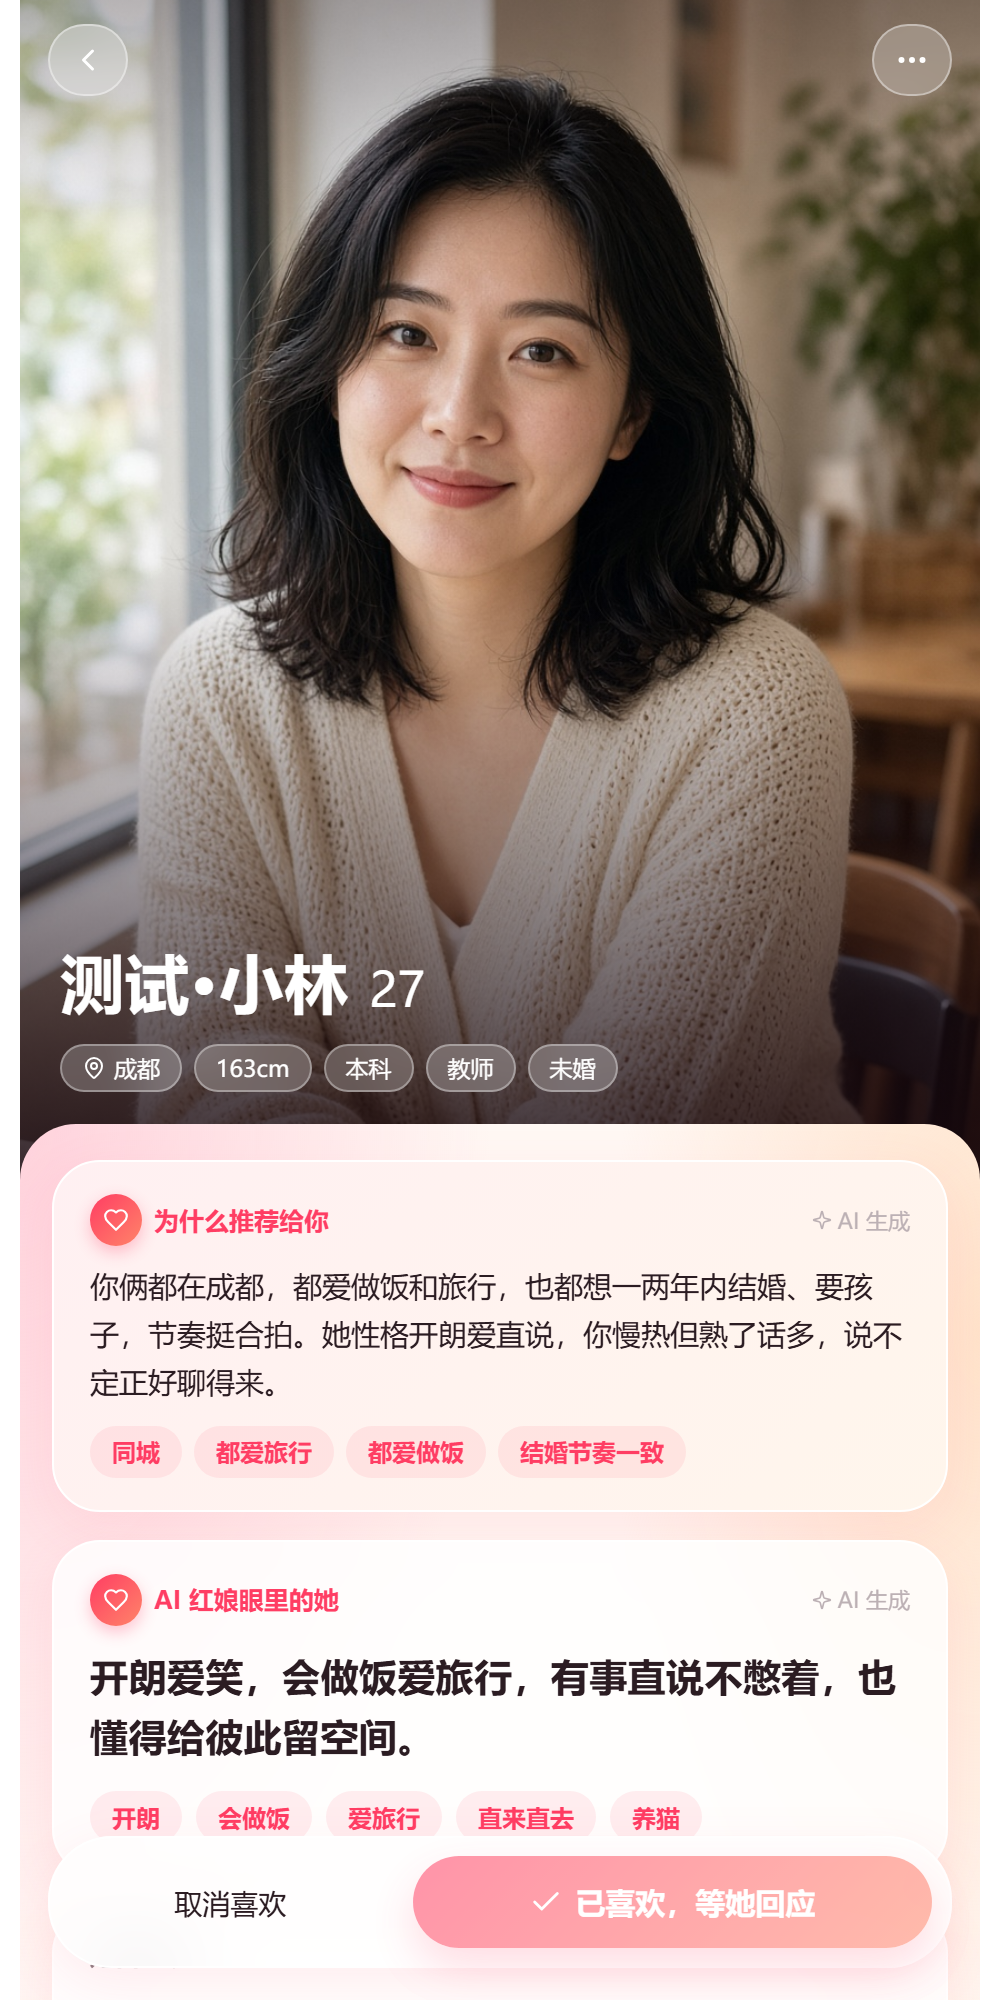 测试•小林 27
成都 163cm 本科 教师 未婚
为什么推荐给你 AI 生成
你俩都在成都，都爱做饭和旅行，也都想一两年内结婚、要孩
子，节奏挺合拍。她性格开朗爱直说，你慢热但熟了话多，说不
定正好聊得来。
同城 都爱旅行 都爱做饭 结婚节奏一致
AI 红娘眼里的她 AI 生成
开朗爱笑，会做饭爱旅行，有事直说不憋着，也
懂得给彼此留空间。
开朗 会做饭 爱旅行 直来直去 养猫
取消喜欢 已喜欢，等她回应